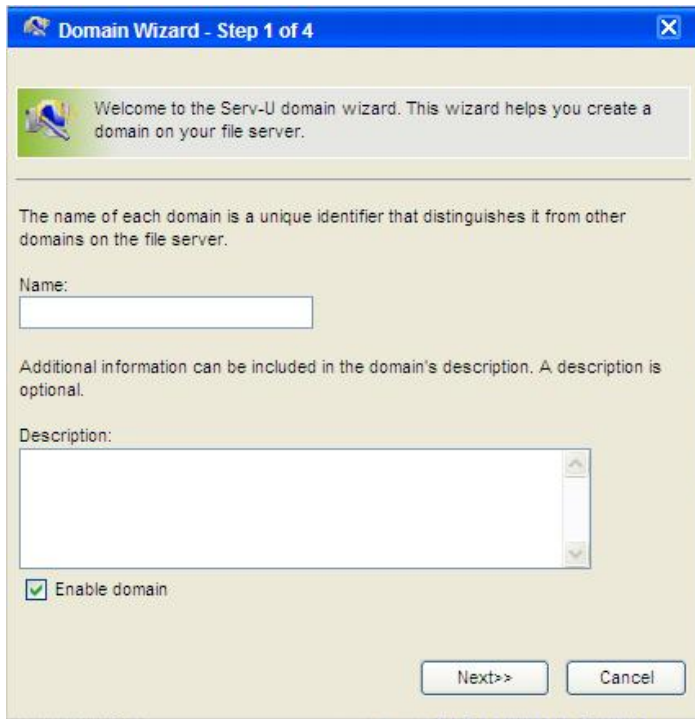 Domain Wizard - Step 1 of 4
Welcome to the Serv-U domain wizard. This wizard helps you create a
domain on your file server.
The name of each domain is a unique identifier that distinguishes it from other
domains on the file server.
Name:
Additional information can be included in the domain's description. A description is
optional.
Description:
Enable domain
Next>>
Cancel